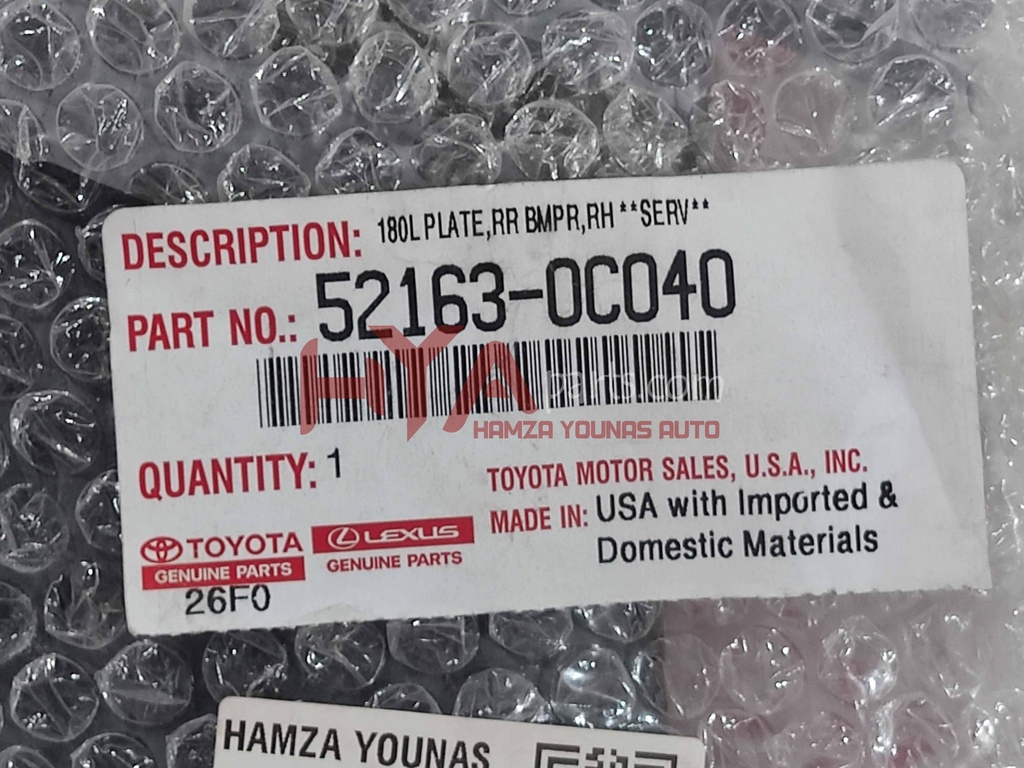 DESCRIPTION: 180L PLATE,RR BMPR,RH **SERV**
PART NO.: 52163-0C040
HYA parts.com
HAMZA YOUNAS AUTO
QUANTITY: 1
TOYOTA MOTOR SALES, U.S.A., INC.
MADE IN: USA with Imported &
Domestic Materials
TOYOTA
GENUINE PARTS
LEXUS
GENUINE PARTS
26F0
HAMZA YOUNAS